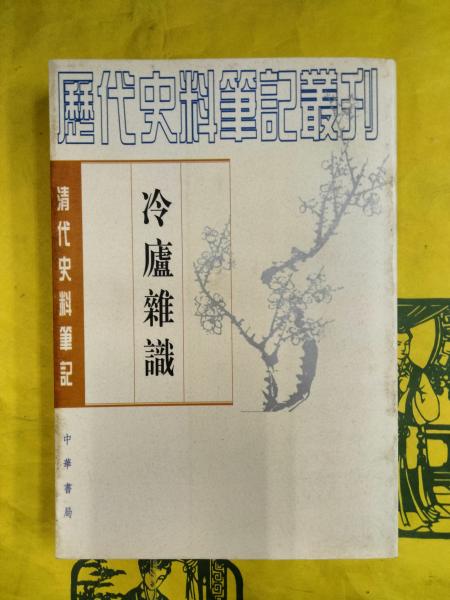 歷代史料筆記叢刊
清代史料筆記
冷廬雜識
中華書局